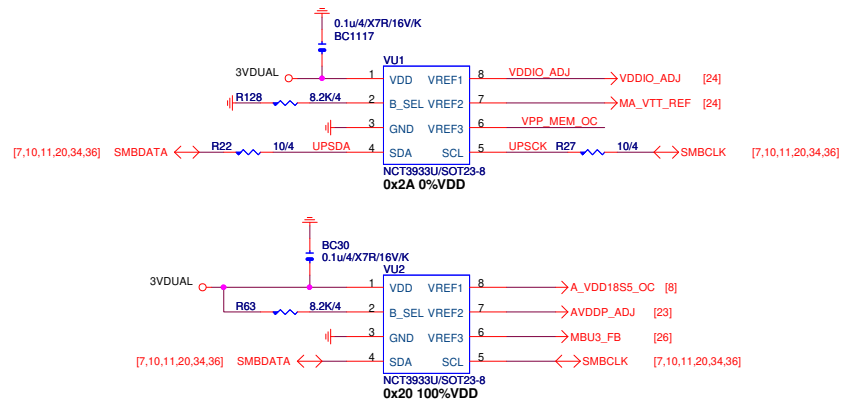 0.1u/4/X7R/16V/K
BC1117
VU1
3VDUAL
1 VDD VREF1 8 VDDIO_ADJ VDDIO_ADJ [24]
R128 8.2K/4 2 B_SEL VREF2 7 MA_VTT_REF [24]
3 GND VREF3 6 VPP_MEM_OC
[7,10,11,20,34,36] SMBDATA R22 10/4 UPSDA 4 SDA SCL 5 UPSCK R27 10/4 SMBCLK [7,10,11,20,34,36]
NCT3933U/SOT23-8
0x2A 0%VDD
BC30
0.1u/4/X7R/16V/K
VU2
3VDUAL
1 VDD VREF1 8 A_VDD18S5_OC [8]
R63 8.2K/4 2 B_SEL VREF2 7 AVDDP_ADJ [23]
3 GND VREF3 6 MBU3_FB [26]
[7,10,11,20,34,36] SMBDATA 4 SDA SCL 5 SMBCLK [7,10,11,20,34,36]
NCT3933U/SOT23-8
0x20 100%VDD